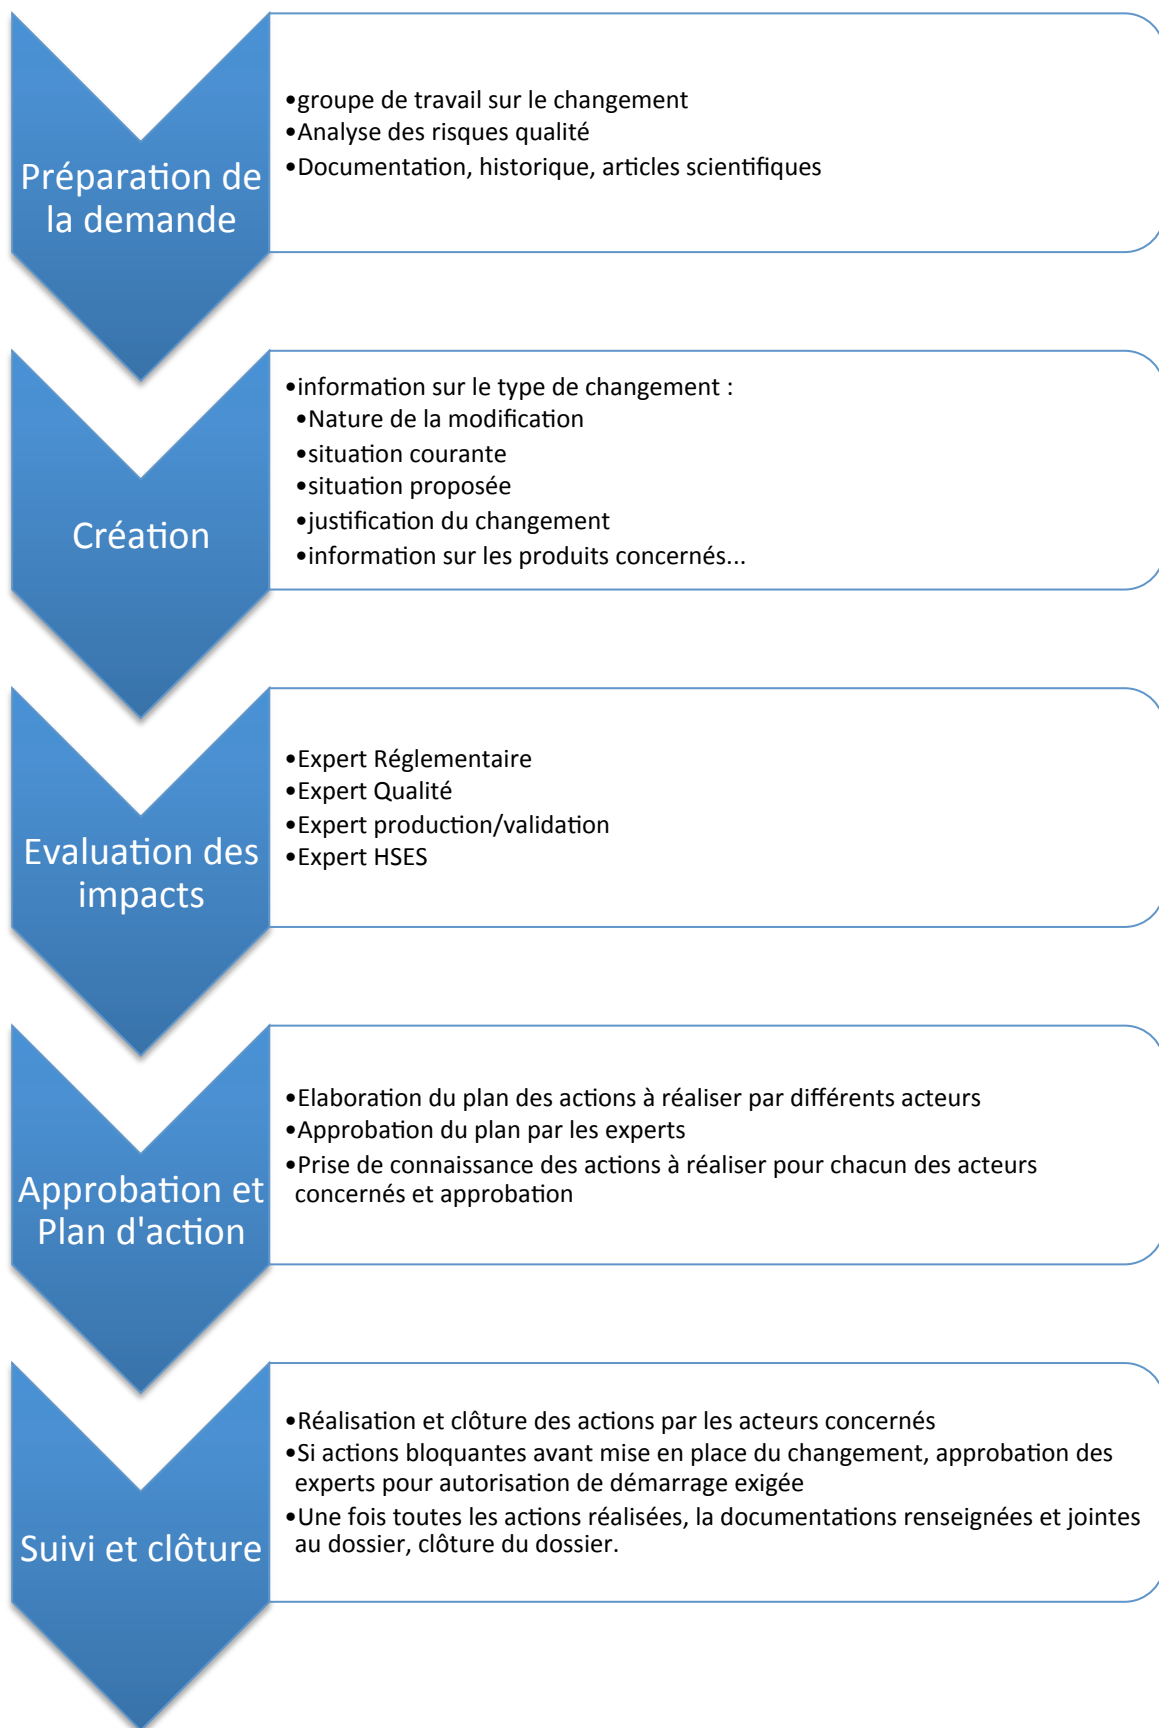 Préparation de
la demande
•groupe de travail sur le changement
•Analyse des risques qualité
•Documentation, historique, articles scientifiques
Création
•information sur le type de changement :
•Nature de la modification
•situation courante
•situation proposée
•justification du changement
•information sur les produits concernés...
Evaluation des
impacts
•Expert Réglementaire
•Expert Qualité
•Expert production/validation
•Expert HSES
Approbation et
Plan d'action
•Elaboration du plan des actions à réaliser par différents acteurs
•Approbation du plan par les experts
•Prise de connaissance des actions à réaliser pour chacun des acteurs
concernés et approbation
Suivi et clôture
•Réalisation et clôture des actions par les acteurs concernés
•Si actions bloquantes avant mise en place du changement, approbation des
experts pour autorisation de démarrage exigée
•Une fois toutes les actions réalisées, la documentations renseignées et jointes
au dossier, clôture du dossier.